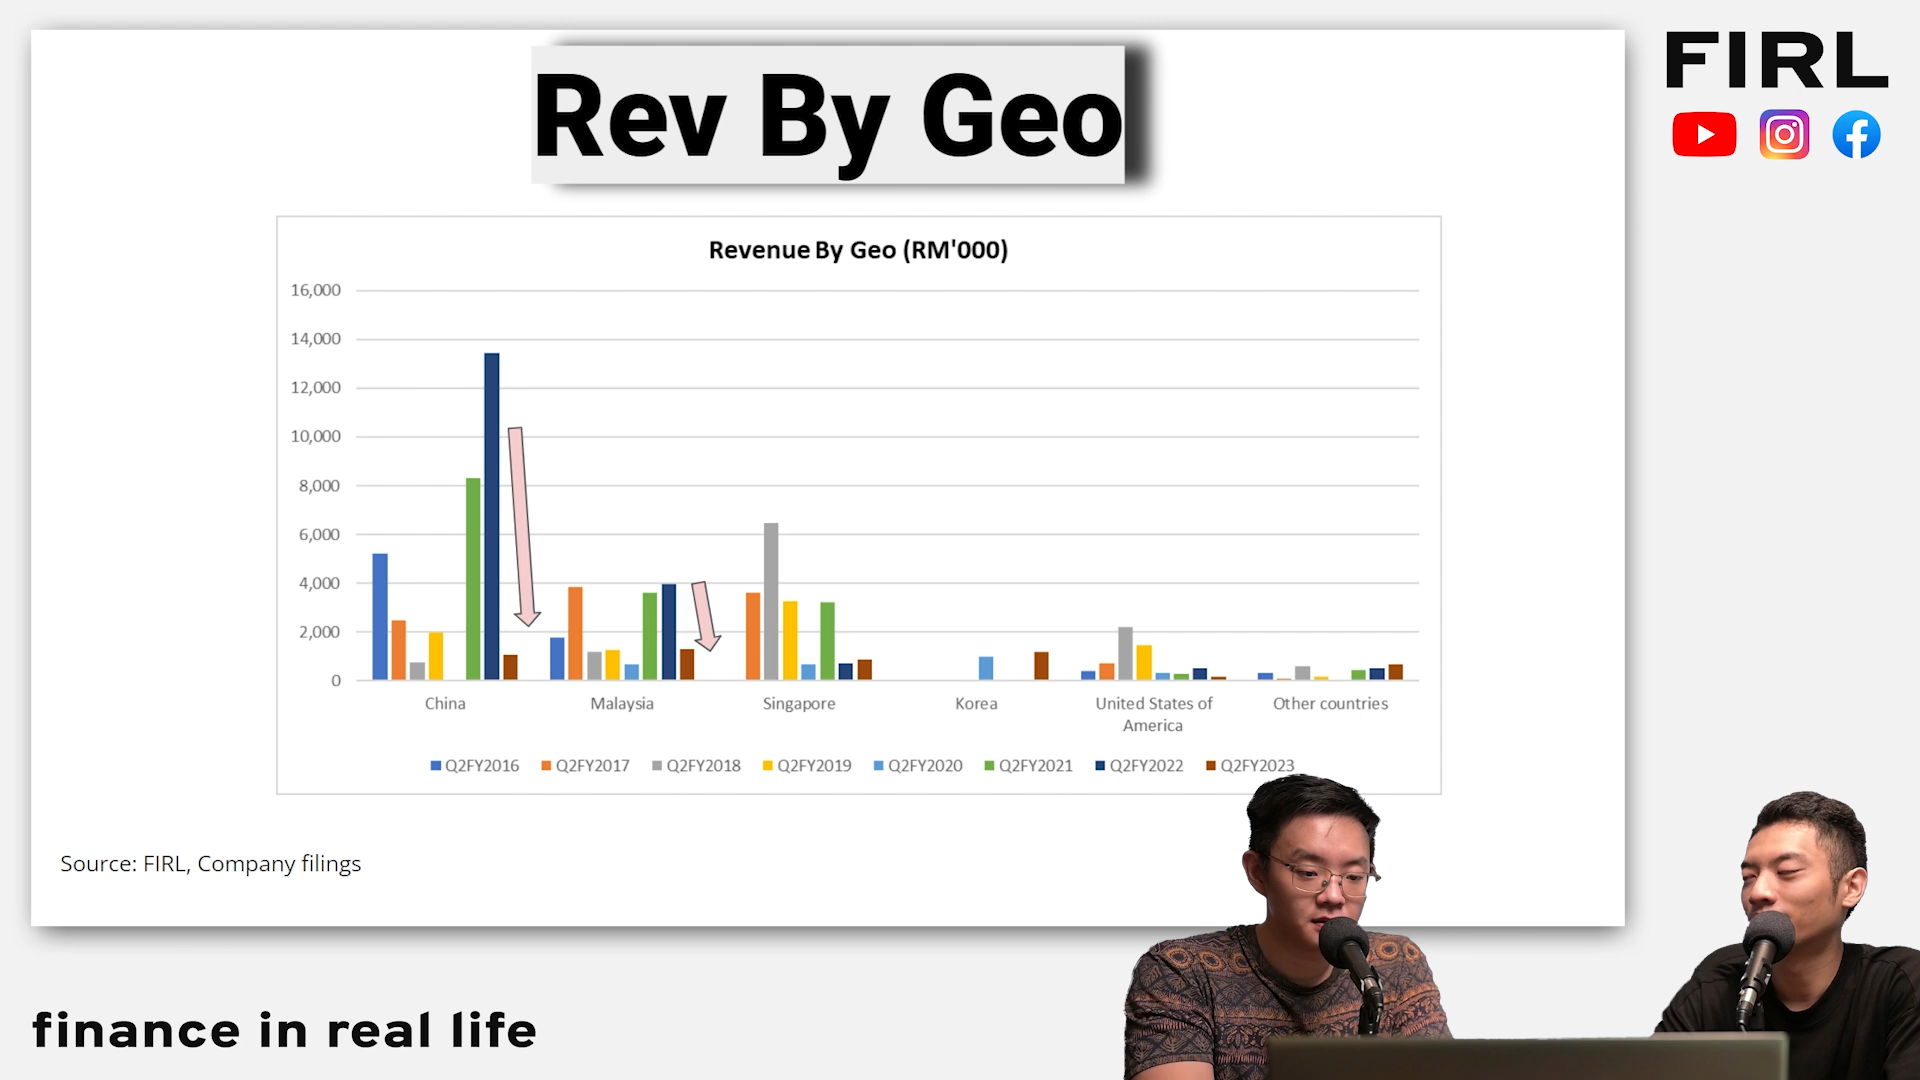 Rev By Geo
FIRL
Revenue By Geo (RM'000)
16,000
14,000
12,000
10,000
8,000
6,000
4,000
2,000
0
China
Malaysia
Singapore
Korea
United States of
America
Other countries
Q2FY2016
Q2FY2017
Q2FY2018
Q2FY2019
Q2FY2020
Q2FY2021
Q2FY2022
Q2FY2023
Source: FIRL, Company filings
finance in real life